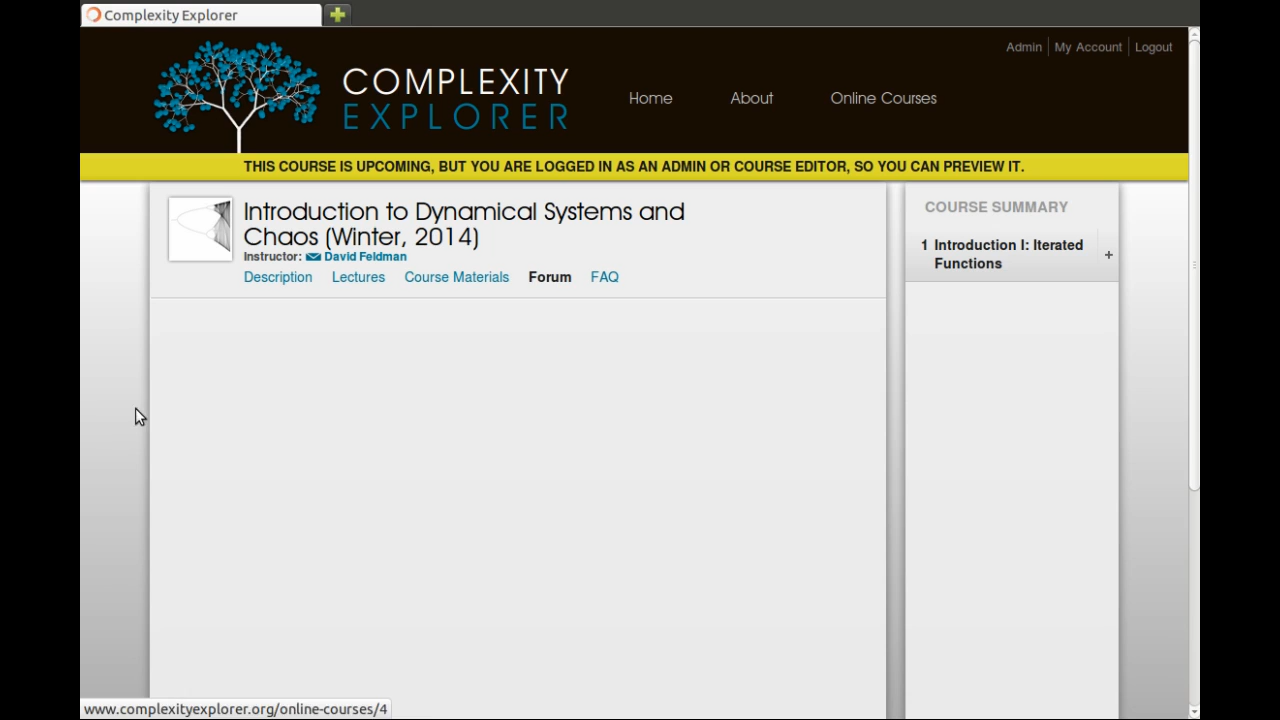 Complexity Explorer
Admin
My Account
Logout
COMPLEXITY
EXPLORER
Home
About
Online Courses
THIS COURSE IS UPCOMING, BUT YOU ARE LOGGED IN AS AN ADMIN OR COURSE EDITOR, SO YOU CAN PREVIEW IT.
Introduction to Dynamical Systems and
Chaos (Winter, 2014)
Instructor: David Feldman
Description
Lectures
Course Materials
Forum
FAQ
COURSE SUMMARY
1 Introduction I: Iterated
Functions
+
www.complexityexplorer.org/online-courses/4